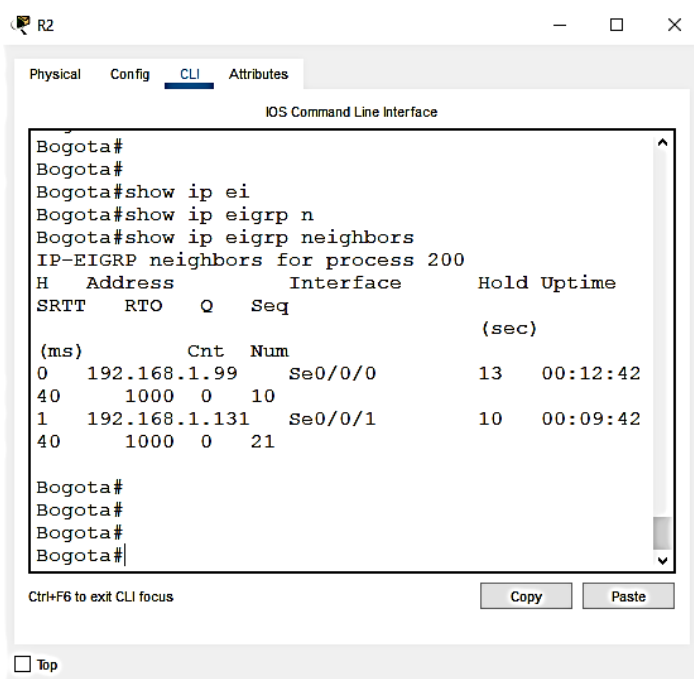 R2
Physical Config CLI Attributes
IOS Command Line Interface
Bogota#
Bogota#
Bogota#show ip ei
Bogota#show ip eigrp n
Bogota#show ip eigrp neighbors
IP-EIGRP neighbors for process 200
H Address Interface Hold Uptime
SRTT RTO Q Seq
(sec)
(ms) Cnt Num
0 192.168.1.99 Se0/0/0 13 00:12:42
40 1000 0 10
1 192.168.1.131 Se0/0/1 10 00:09:42
40 1000 0 21
Bogota#
Bogota#
Bogota#
Bogota#
Ctrl+F6 to exit CLI focus
Copy Paste
Top